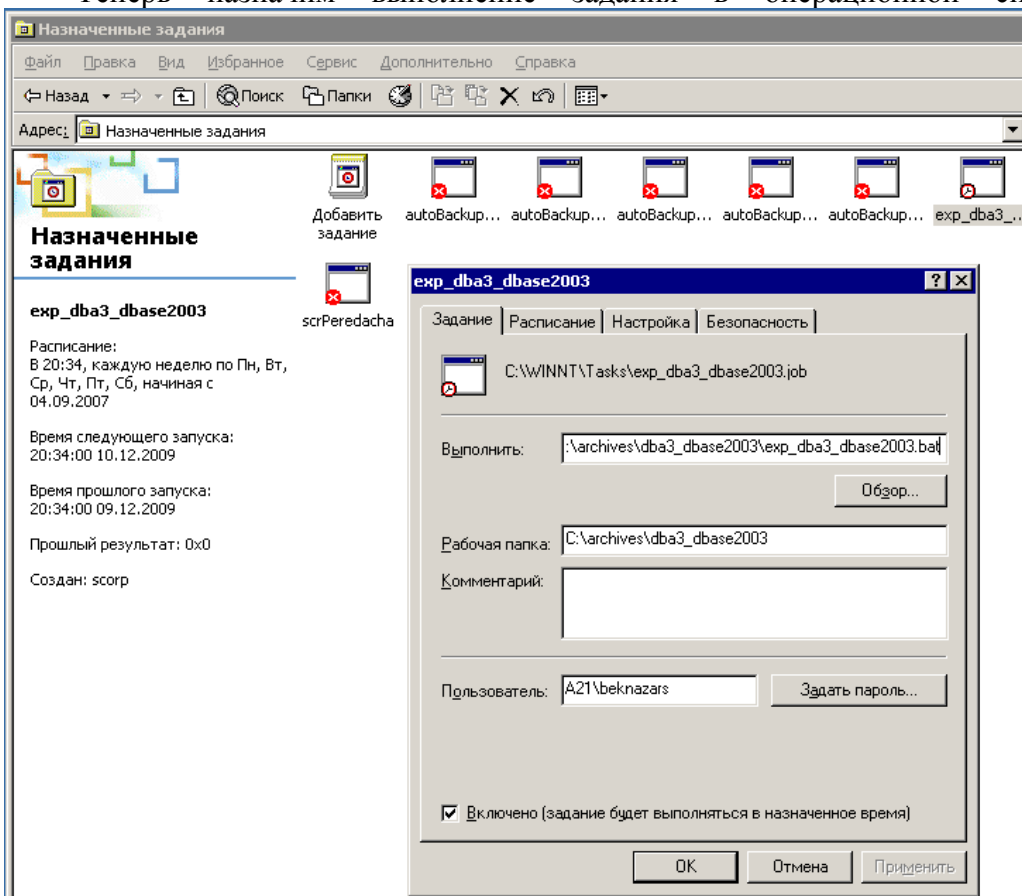 Теперь назначим выполнение задания в операционной
Назначенные задания
Файл Правка Вид Избранное Сервис Дополнительно Справка
Назад Поиск Папки
Адрес: Назначенные задания
Добавить задание
autoBackup... autoBackup... autoBackup... autoBackup... autoBackup... exp_dba3_...
scrPeredacha
Назначенные
задания
exp_dba3_dbase2003
Расписание:
В 20:34, каждую неделю по Пн, Вт,
Ср, Чт, Пт, Сб, начиная с
04.09.2007
Время следующего запуска:
20:34:00 10.12.2009
Время прошлого запуска:
20:34:00 09.12.2009
Прошлый результат: 0x0
Создан: scorp
exp_dba3_dbase2003
Задание Расписание Настройка Безопасность
C:\WINNT\Tasks\exp_dba3_dbase2003.job
Выполнить: :\archives\dba3_dbase2003\exp_dba3_dbase2003.bat
Обзор...
Рабочая папка: C:\archives\dba3_dbase2003
Комментарий:
Пользователь: A21\beknazars Задать пароль...
Включено (задание будет выполняться в назначенное время)
OK Отмена Применить